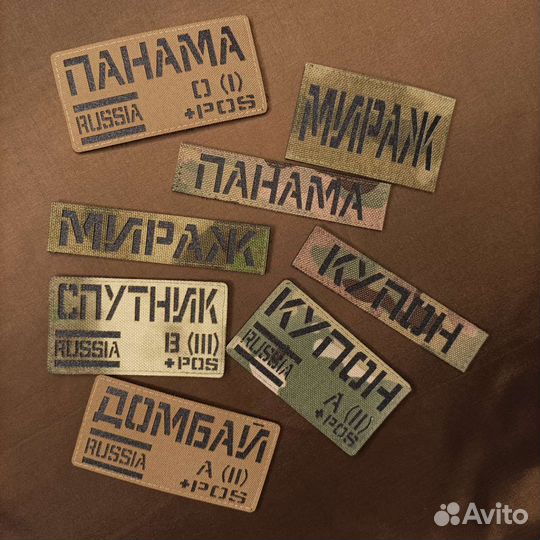 ПАНАМА
O (I)
RUSSIA
+POS
МИРАЖ
ПАНАМА
МИРАЖ
КУПОН
СПУТНИК
B (III)
RUSSIA
+POS
КУПОН
RUSSIA
A (II)
+POS
ДОМБАЙ
RUSSIA
A (II)
+POS
Avito